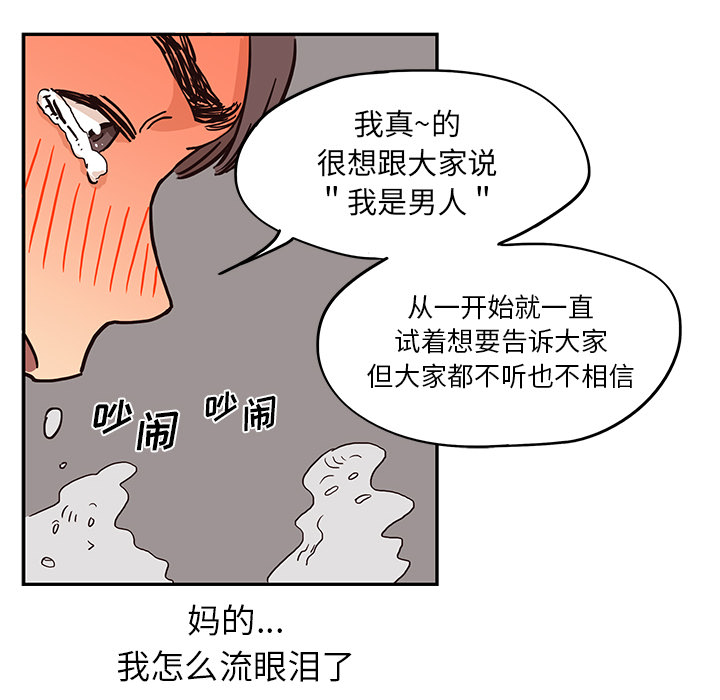 我真~的
很想跟大家说
"我是男人"
从一开始就一直
试着想要告诉大家
但大家都不听也不相信
吵闹 吵闹
妈的...
我怎么流眼泪了